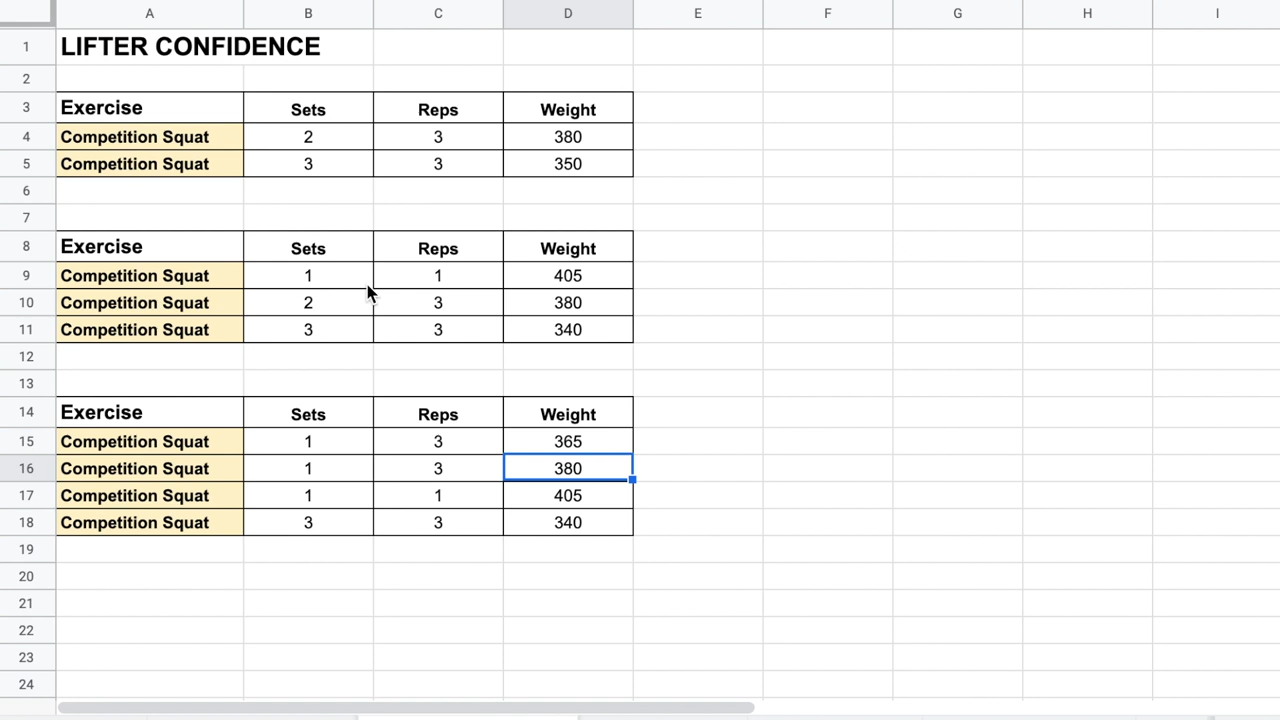 A B C D E F G H I
1 LIFTER CONFIDENCE
2
3 Exercise Sets Reps Weight
4 Competition Squat 2 3 380
5 Competition Squat 3 3 350
6
7
8 Exercise Sets Reps Weight
9 Competition Squat 1 1 405
10 Competition Squat 2 3 380
11 Competition Squat 3 3 340
12
13
14 Exercise Sets Reps Weight
15 Competition Squat 1 3 365
16 Competition Squat 1 3 380
17 Competition Squat 1 1 405
18 Competition Squat 3 3 340
19
20
21
22
23
24